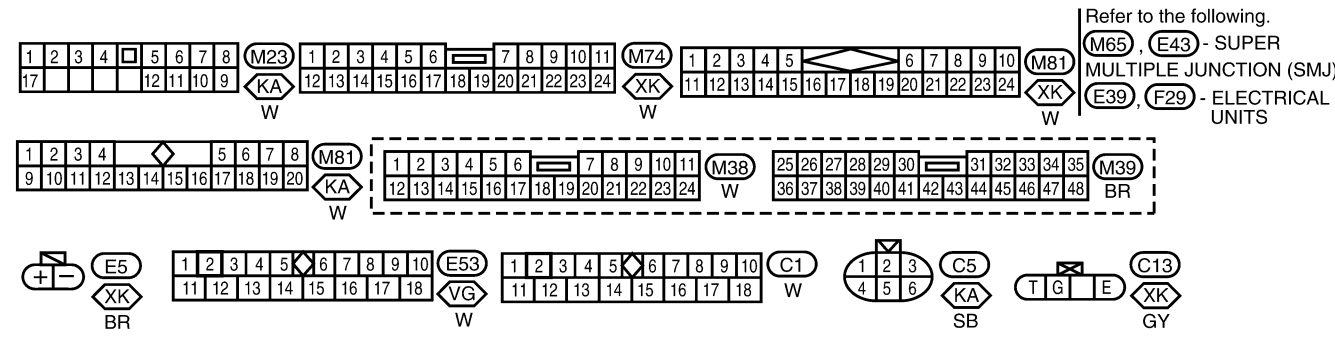 Refer to the following.
M65 , E43 - SUPER
MULTIPLE JUNCTION (SMJ)
E39 , F29 - ELECTRICAL
UNITS
1 2 3 4 5 6 7 8
17 12 11 10 9
M23
KA
W
1 2 3 4 5 6 7 8 9 10 11
12 13 14 15 16 17 18 19 20 21 22 23 24
M74
XK
W
1 2 3 4 5 6 7 8 9 10
11 12 13 14 15 16 17 18 19 20 21 22 23 24
M81
XK
W
1 2 3 4 5 6 7 8
9 10 11 12 13 14 15 16 17 18 19 20
M81
KA
W
1 2 3 4 5 6 7 8 9 10 11
12 13 14 15 16 17 18 19 20 21 22 23 24
M38
W
25 26 27 28 29 30 31 32 33 34 35
36 37 38 39 40 41 42 43 44 45 46 47 48
M39
BR
+ −
E5
XK
BR
1 2 3 4 5 6 7 8 9 10
11 12 13 14 15 16 17 18
E53
VG
W
1 2 3 4 5 6 7 8 9 10
11 12 13 14 15 16 17 18
C1
W
1 2 3
4 5 6
C5
KA
SB
T G E
C13
XK
GY